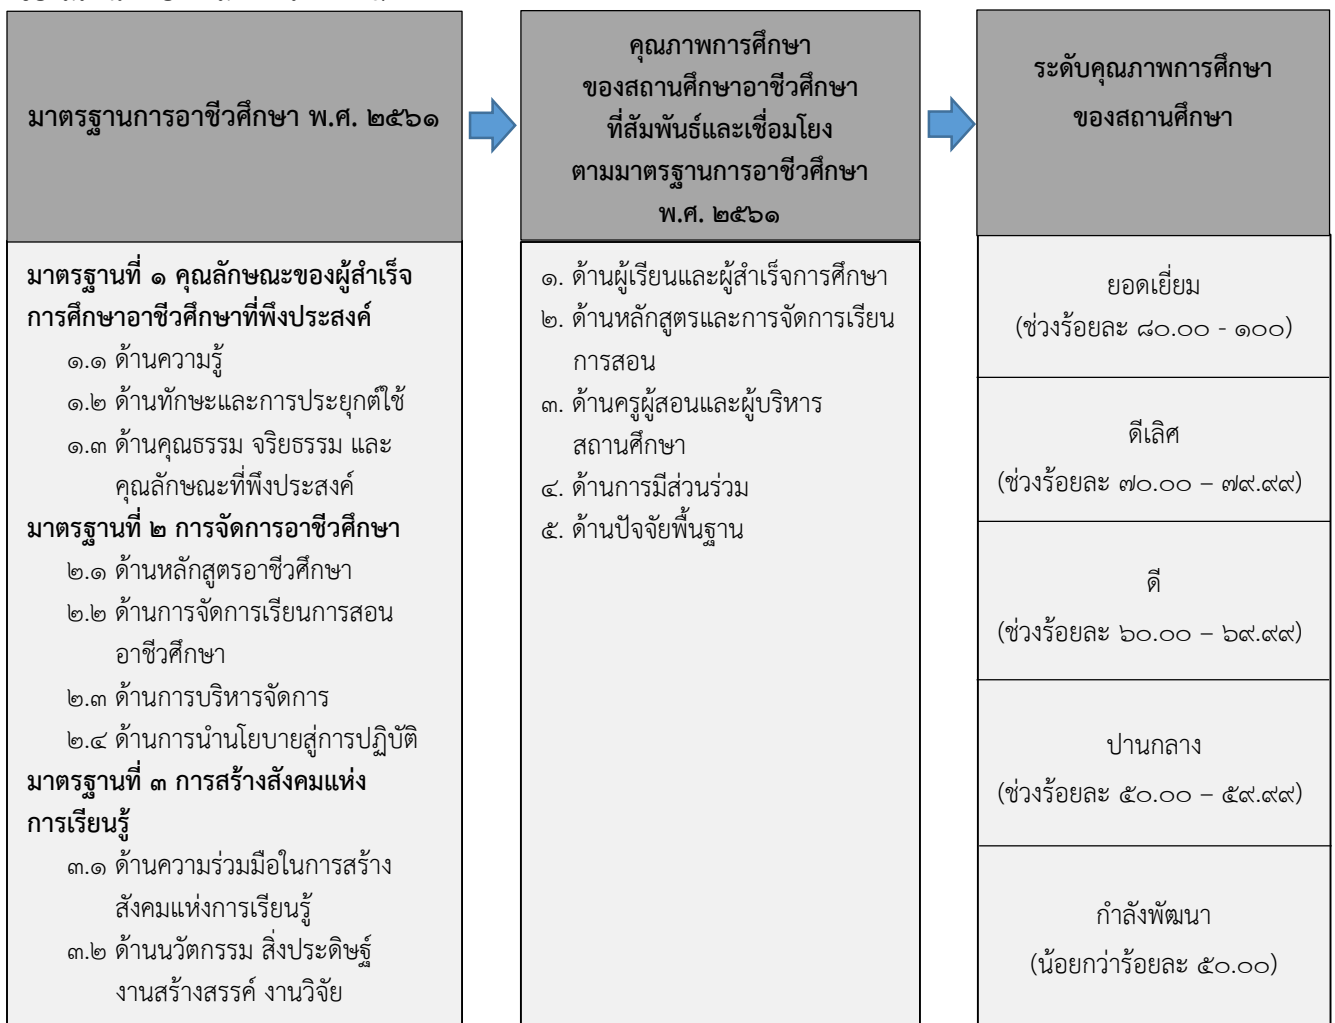 มาตรฐานการอาชีวศึกษา พ.ศ. ๒๕๖๑
คุณภาพการศึกษา
ของสถานศึกษาอาชีวศึกษา
ที่สัมพันธ์และเชื่อมโยง
ตามมาตรฐานการอาชีวศึกษา
พ.ศ. ๒๕๖๑
ระดับคุณภาพการศึกษา
ของสถานศึกษา
มาตรฐานที่ ๑ คุณลักษณะของผู้สำเร็จ
การศึกษาอาชีวศึกษาที่พึงประสงค์
๑.๑ ด้านความรู้
๑.๒ ด้านทักษะและการประยุกต์ใช้
๑.๓ ด้านคุณธรรม จริยธรรม และ
คุณลักษณะที่พึงประสงค์
มาตรฐานที่ ๒ การจัดการอาชีวศึกษา
๒.๑ ด้านหลักสูตรอาชีวศึกษา
๒.๒ ด้านการจัดการเรียนการสอน
อาชีวศึกษา
๒.๓ ด้านการบริหารจัดการ
๒.๔ ด้านการนำนโยบายสู่การปฏิบัติ
มาตรฐานที่ ๓ การสร้างสังคมแห่ง
การเรียนรู้
๓.๑ ด้านความร่วมมือในการสร้าง
สังคมแห่งการเรียนรู้
๓.๒ ด้านนวัตกรรม สิ่งประดิษฐ์
งานสร้างสรรค์ งานวิจัย
๑. ด้านผู้เรียนและผู้สำเร็จการศึกษา
๒. ด้านหลักสูตรและการจัดการเรียน
การสอน
๓. ด้านครูผู้สอนและผู้บริหาร
สถานศึกษา
๔. ด้านการมีส่วนร่วม
๕. ด้านปัจจัยพื้นฐาน
ยอดเยี่ยม
(ช่วงร้อยละ ๘๐.๐๐ - ๑๐๐)
ดีเลิศ
(ช่วงร้อยละ ๗๐.๐๐ – ๗๙.๙๙)
ดี
(ช่วงร้อยละ ๖๐.๐๐ – ๖๙.๙๙)
ปานกลาง
(ช่วงร้อยละ ๕๐.๐๐ – ๕๙.๙๙)
กำลังพัฒนา
(น้อยกว่าร้อยละ ๕๐.๐๐)